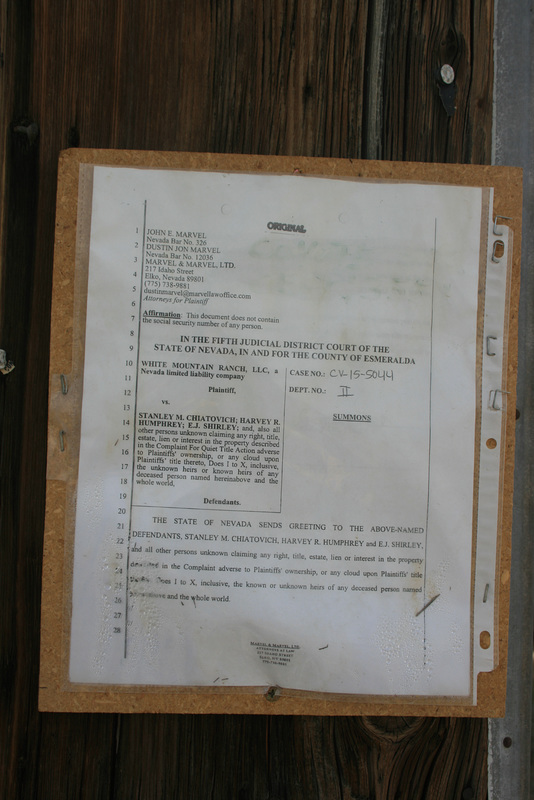 ORIGINAL
1 JOHN E. MARVEL
Nevada Bar No. 326
2 DUSTIN JON MARVEL
Nevada Bar No. 12036
3 MARVEL & MARVEL, LTD.
217 Idaho Street
4 Elko, Nevada 89801
(775) 738-9881
5 dustinmarvel@marvellawoffice.com
Attorneys for Plaintiff
6
Affirmation: This document does not contain
7 the social security number of any person.
8 IN THE FIFTH JUDICIAL DISTRICT COURT OF THE
9 STATE OF NEVADA, IN AND FOR THE COUNTY OF ESMERALDA
10 WHITE MOUNTAIN RANCH, LLC, a
Nevada limited liability company
CASE NO.: CV-15-5044
11
Plaintiff,
DEPT. NO.: II
12
vs.
13 SUMMONS
STANLEY M. CHIATOVICH; HARVEY R.
14 HUMPHREY; E.J. SHIRLEY; and, also all
other persons unknown claiming any right, title,
15 estate, lien or interest in the property described
in the Complaint For Quiet Title Action adverse
16 to Plaintiffs' ownership, or any cloud upon
Plaintiffs' title thereto, Does I to X, inclusive,
17 the unknown heirs or known heirs of any
deceased person named hereinabove and the
18 whole world,
19 Defendants.
20
21 THE STATE OF NEVADA SENDS GREETING TO THE ABOVE-NAMED
22 DEFENDANTS, STANLEY M. CHIATOVICH, HARVEY R. HUMPHREY and E.J. SHIRLEY,
23 and all other persons unknown claiming any right, title, estate, lien or interest in the property
24 in the Complaint adverse to Plaintiffs' ownership, or any cloud upon Plaintiffs' title
25 Does I to X, inclusive, the known or unknown heirs of any deceased person named
26 and the whole world.
27
28
MARVEL & MARVEL, LTD.
ATTORNEYS AT LAW
217 IDAHO STREET
ELKO, NV 89801